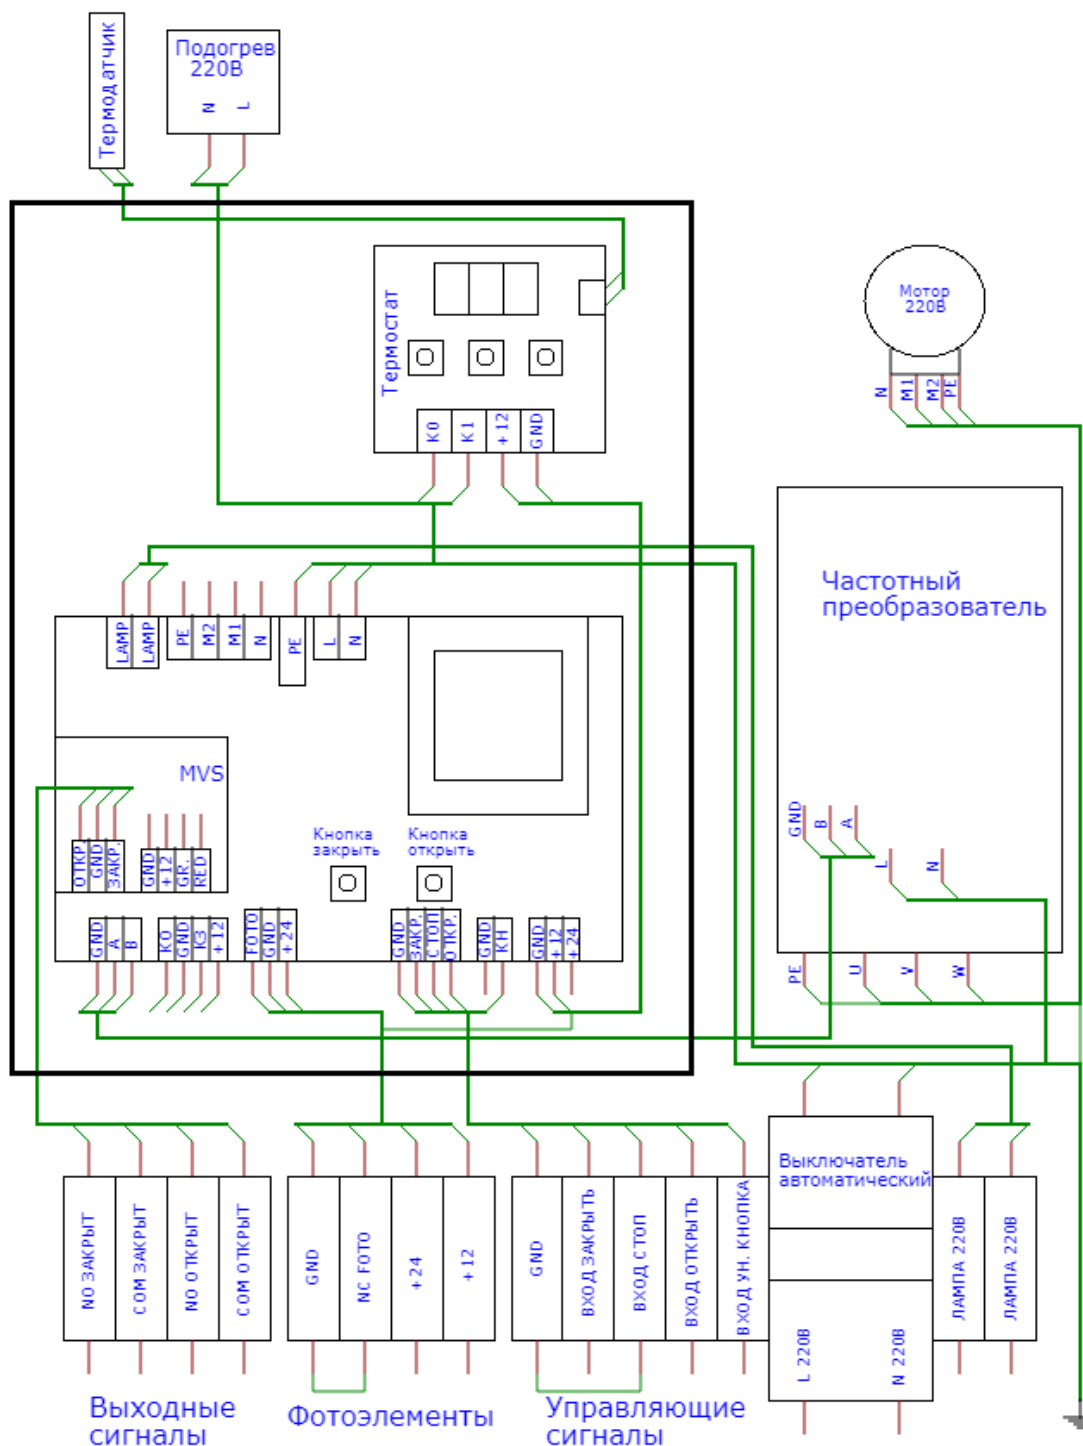 Термодатчик
Подогрев
220В
N
L
Термостат
K0
K1
+12
GND
Мотор
220В
N
M1
M2
PE
Частотный
преобразователь
GND
B
A
L
N
PE
U
V
W
LAMP
LAMP
PE
M2
M1
N
PE
L
N
MVS
ОТКР.
GND
ЗАКР.
GND
+12
GR.
RED
Кнопка
закрыть
Кнопка
открыть
GND
A
B
КО
GND
КЗ
+12
FOTO
GND
+24
GND
ЗАКР.
СТОП
ОТКР.
GND
КН
GND
+12
+24
NO ЗАКРЫТ
COM ЗАКРЫТ
NO ОТКРЫТ
COM ОТКРЫТ
GND
NC FOTO
+24
+12
GND
ВХОД ЗАКРЫТЬ
ВХОД СТОП
ВХОД ОТКРЫТЬ
ВХОД УН. КНОПКА
Выключатель
автоматический
L 220В
N 220В
ЛАМПА 220В
ЛАМПА 220В
Выходные
сигналы
Фотоэлементы
Управляющие
сигналы